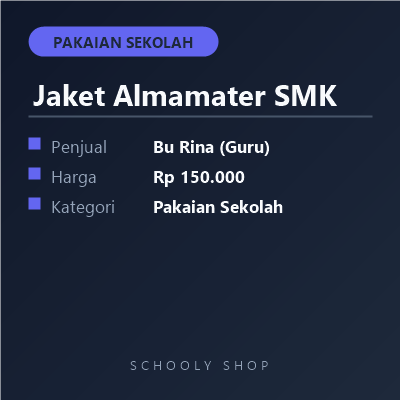 PAKAIAN SEKOLAH
Jaket Almamater SMK
Penjual Bu Rina (Guru)
Harga Rp 150.000
Kategori Pakaian Sekolah
SCHOOLY SHOP